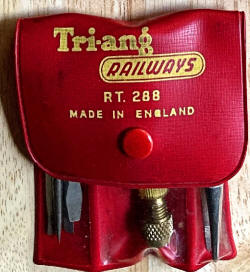 Tri-ang
RAILWAYS
RT. 288
MADE IN ENGLAND